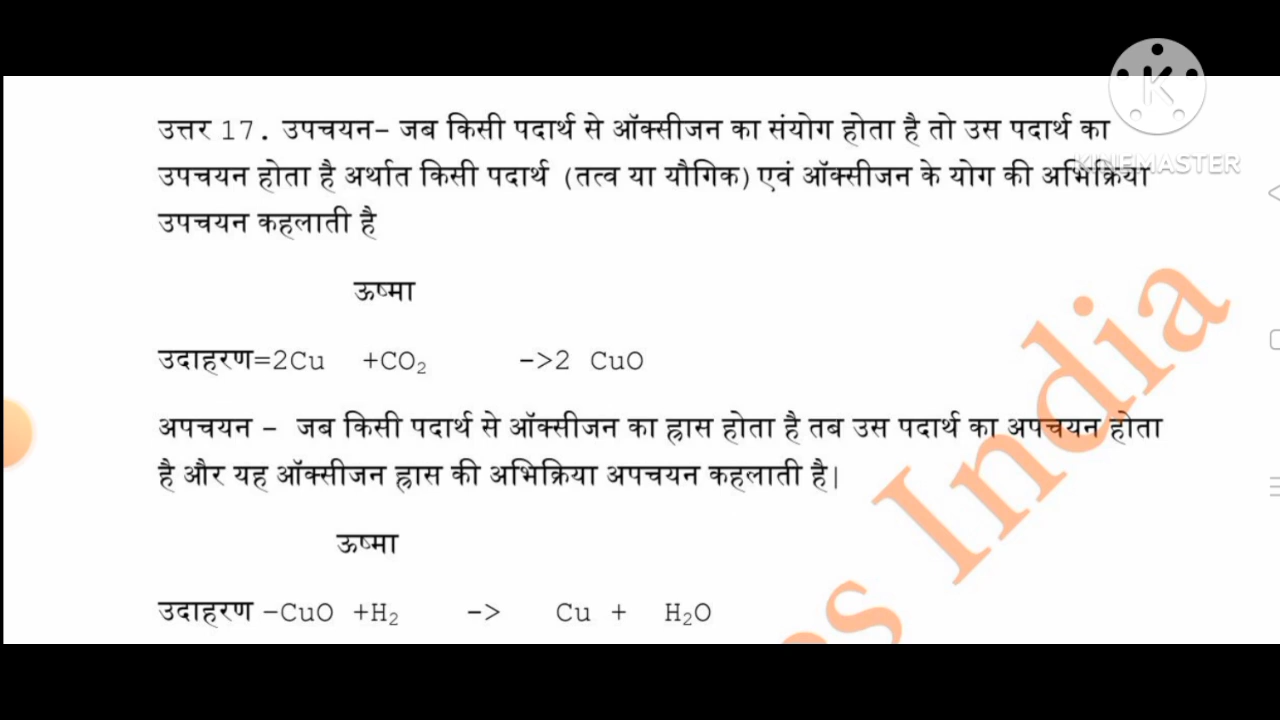 उत्तर 17. उपचयन- जब किसी पदार्थ से ऑक्सीजन का संयोग होता है तो उस पदार्थ का
KINEMASTER
उपचयन होता है अर्थात किसी पदार्थ (तत्व या यौगिक) एवं ऑक्सीजन के योग की अभिक्रिया
उपचयन कहलाती है
ऊष्मा
उदाहरण=2Cu +CO₂ ->2 CuO
अपचयन - जब किसी पदार्थ से ऑक्सीजन का ह्रास होता है तब उस पदार्थ का अपचयन होता
है और यह ऑक्सीजन ह्रास की अभिक्रिया अपचयन कहलाती है|
ऊष्मा
उदाहरण -CuO +H₂ -> Cu + H₂O
India